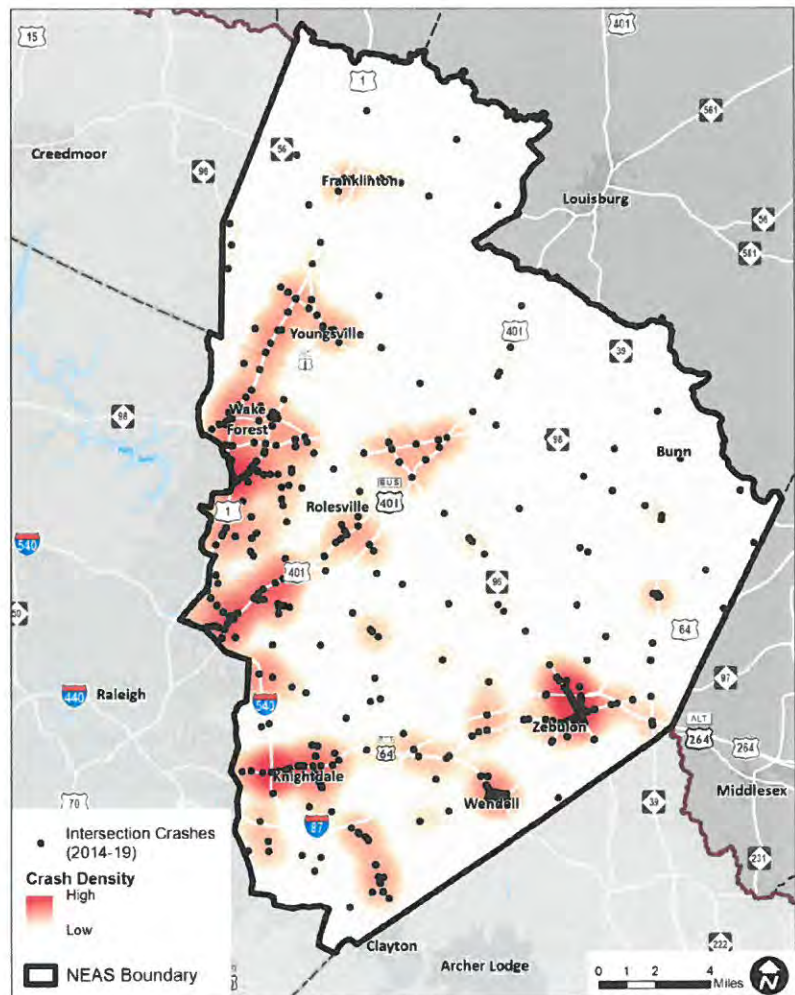 401
15
1
561
56
Creedmoor
96
Franklinton
Louisburg
56
581
401
Youngsville
39
98
Wake
Forest
98
Bunn
BUS
401
Rolesville
1
540
401
96
50
64
440
Raleigh
540
97
Zebulon
ALT
264
264
64
Knightdale
Middlesex
70
Wendell
39
87
231
Intersection Crashes
(2014-19)
Crash Density
High
Low
Clayton
222
NEAS Boundary
Archer Lodge
0 1 2 4
Miles
N